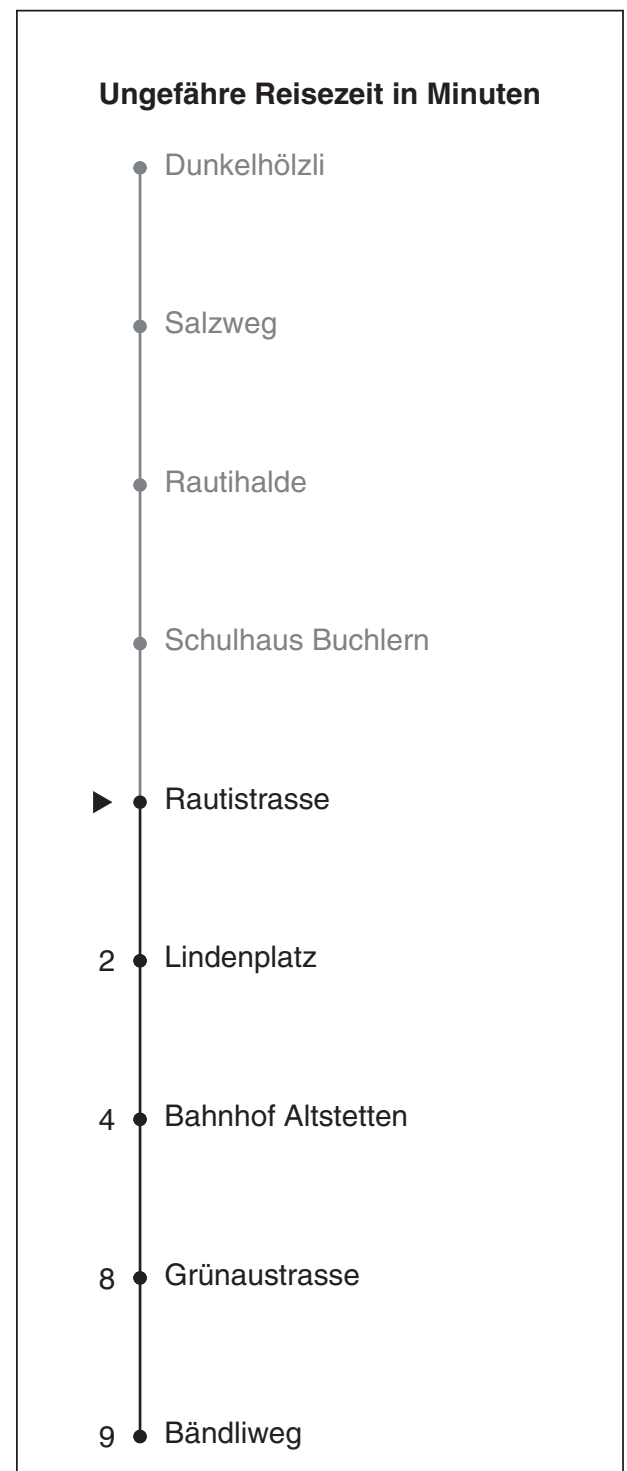 Ungefähre Reisezeit in Minuten
Dunkelhölzli
Salzweg
Rautihalde
Schulhaus Buchlern
Rautistrasse
2 Lindenplatz
4 Bahnhof Altstetten
8 Grünaustrasse
9 Bändliweg